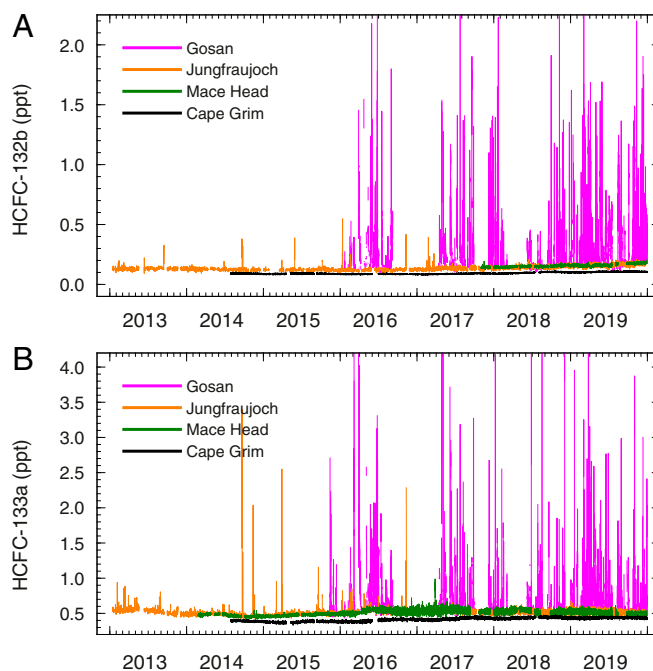 A
HCFC-132b (ppt)
2.0
1.5
1.0
0.5
0.0
Gosan
Jungfraujoch
Mace Head
Cape Grim
2013 2014 2015 2016 2017 2018 2019
B
HCFC-133a (ppt)
4.0
3.5
3.0
2.5
2.0
1.5
1.0
0.5
Gosan
Jungfraujoch
Mace Head
Cape Grim
2013 2014 2015 2016 2017 2018 2019